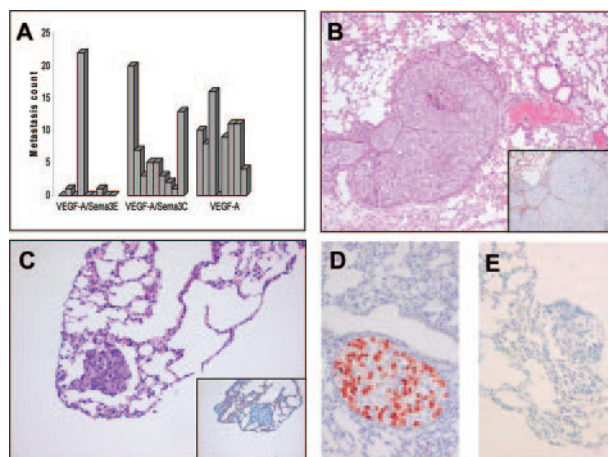 A
Metastasis count
25
20
15
10
5
0
VEGF-A/Sema3E VEGF-A/Sema3C VEGF-A
B
C
D
E